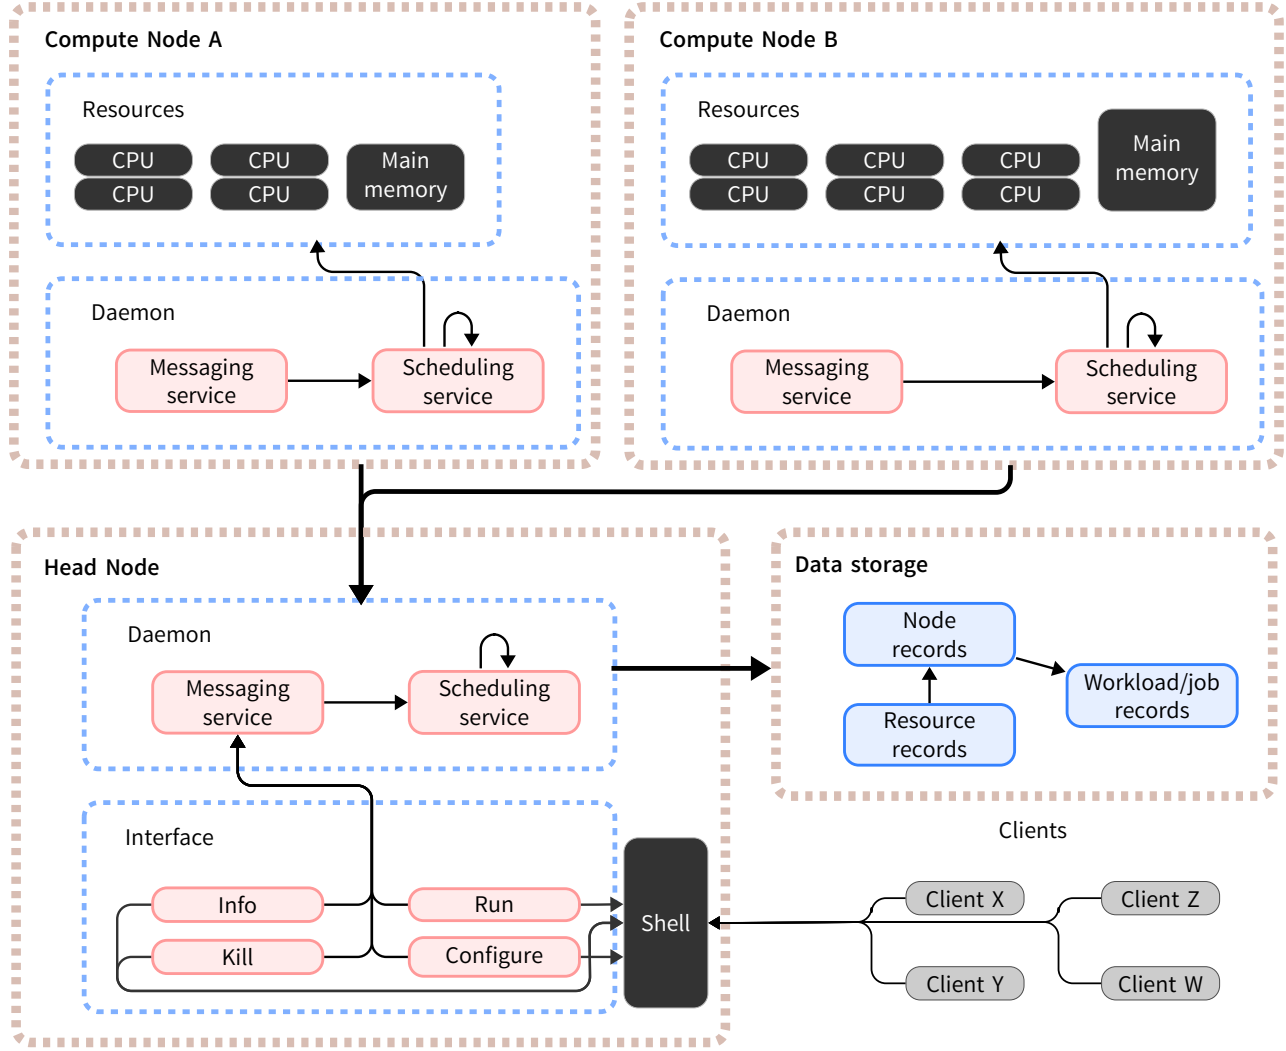 Compute Node A
Resources
CPU
CPU
CPU
CPU
Main
memory
Daemon
Messaging
service
Scheduling
service
Compute Node B
Resources
CPU
CPU
CPU
CPU
CPU
CPU
Main
memory
Daemon
Messaging
service
Scheduling
service
Head Node
Daemon
Messaging
service
Scheduling
service
Interface
Info
Run
Kill
Configure
Shell
Data storage
Node
records
Workload/job
records
Resource
records
Clients
Client X
Client Z
Client Y
Client W